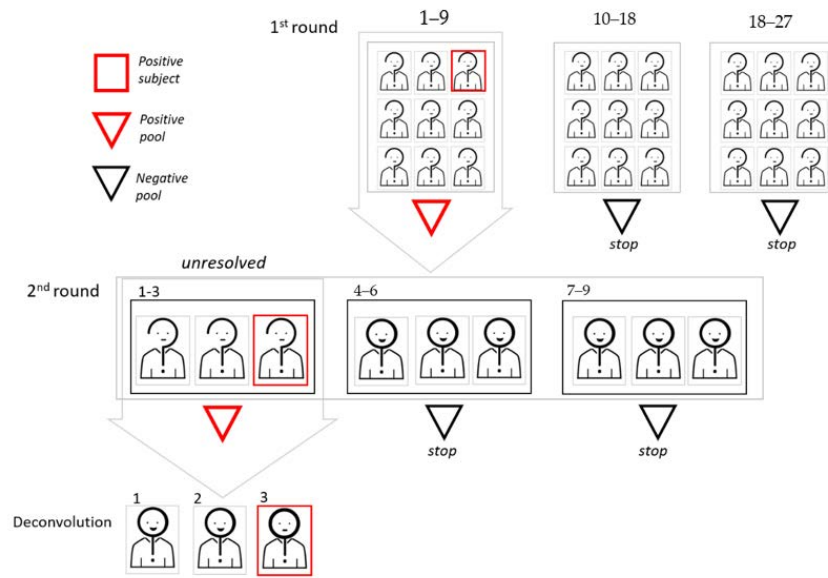 1st round
1–9
10–18
18–27
Positive
subject
Positive
pool
Negative
pool
stop
stop
unresolved
2nd round
1-3
4–6
7–9
stop
stop
Deconvolution
1
2
3